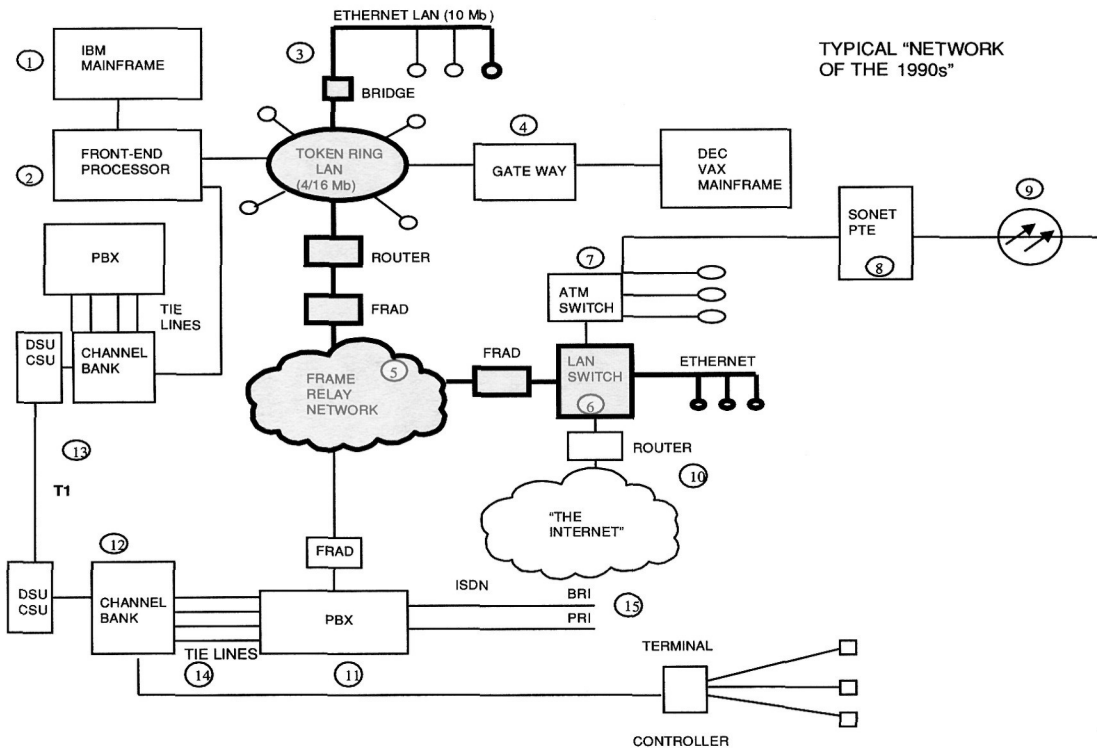 ETHERNET LAN (10 Mb)
TYPICAL "NETWORK
OF THE 1990s"
1
IBM
MAINFRAME
3
BRIDGE
2
FRONT-END
PROCESSOR
TOKEN RING
LAN
(4/16 Mb)
4
GATE WAY
DEC
VAX
MAINFRAME
9
SONET
PTE
8
PBX
ROUTER
7
ATM
SWITCH
TIE
LINES
FRAD
DSU
CSU
CHANNEL
BANK
5
FRAME
RELAY
NETWORK
FRAD
LAN
SWITCH
6
ETHERNET
13
T1
ROUTER
10
"THE
INTERNET"
12
FRAD
DSU
CSU
CHANNEL
BANK
PBX
ISDN
BRI
PRI
15
TIE LINES
14
11
TERMINAL
CONTROLLER